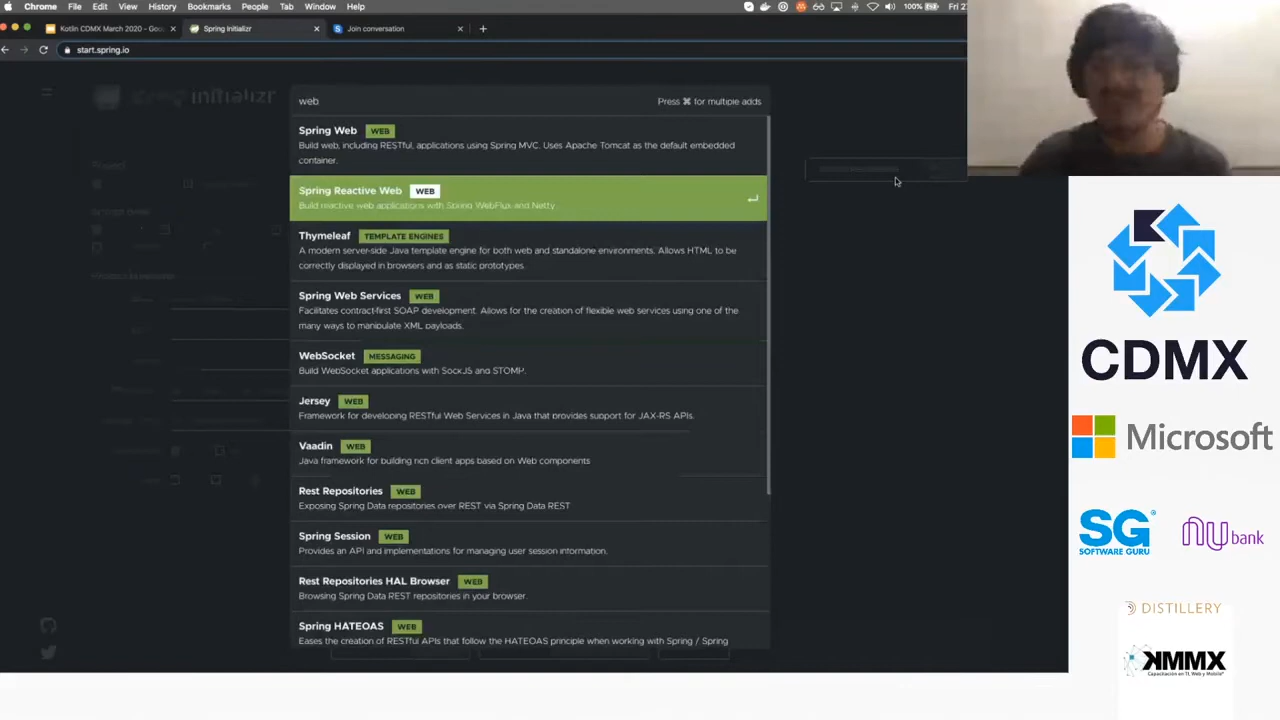 Chrome File Edit View History Bookmarks People Tab Window Help
100%
Kotlin CDMX March 2020 - Goo
Spring Initializr
Join conversation
start.spring.io
spring initializr
web
Press ⌘ for multiple adds
Project
Spring Web WEB
Build web, including RESTful, applications using Spring MVC. Uses Apache Tomcat as the default embedded
container.
Spring Reactive Web WEB
Build reactive web applications with Spring WebFlux and Netty.
Thymeleaf TEMPLATE ENGINES
A modern server-side Java template engine for both web and standalone environments. Allows HTML to be
correctly displayed in browsers and as static prototypes.
Spring Web Services WEB
Facilitates contract-first SOAP development. Allows for the creation of flexible web services using one of the
many ways to manipulate XML payloads.
WebSocket MESSAGING
Build WebSocket applications with SockJS and STOMP.
Jersey WEB
Framework for developing RESTful Web Services in Java that provides support for JAX-RS APIs.
Vaadin WEB
Java framework for building rich client apps based on Web components
Rest Repositories WEB
Exposing Spring Data repositories over REST via Spring Data REST
Spring Session WEB
Provides an API and implementations for managing user session information.
Rest Repositories HAL Browser WEB
Browsing Spring Data REST repositories in your browser.
Spring HATEOAS WEB
Eases the creation of RESTful APIs that follow the HATEOAS principle when working with Spring / Spring
CDMX
Microsoft
SG
SOFTWARE GURU
nu bank
DISTILLERY
KMMX
Capacitación en TI, Web y Mobile